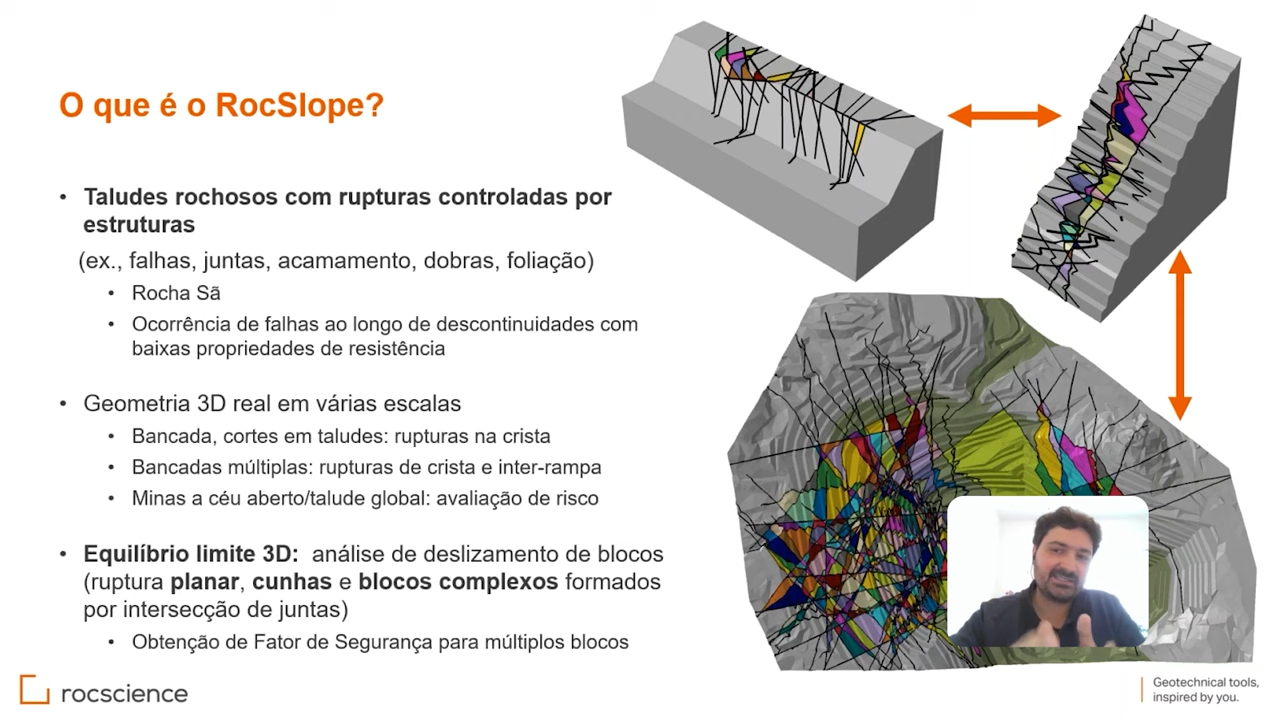 O que é o RocSlope?
• Taludes rochosos com rupturas controladas por
estruturas
(ex., falhas, juntas, acamamento, dobras, foliação)
• Rocha Sã
• Ocorrência de falhas ao longo de descontinuidades com
baixas propriedades de resistência
• Geometria 3D real em várias escalas
• Bancada, cortes em taludes: rupturas na crista
• Bancadas múltiplas: rupturas de crista e inter-rampa
• Minas a céu aberto/talude global: avaliação de risco
• Equilíbrio limite 3D: análise de deslizamento de blocos
(ruptura planar, cunhas e blocos complexos formados
por intersecção de juntas)
• Obtenção de Fator de Segurança para múltiplos blocos
rocscience
Geotechnical tools,
inspired by you.